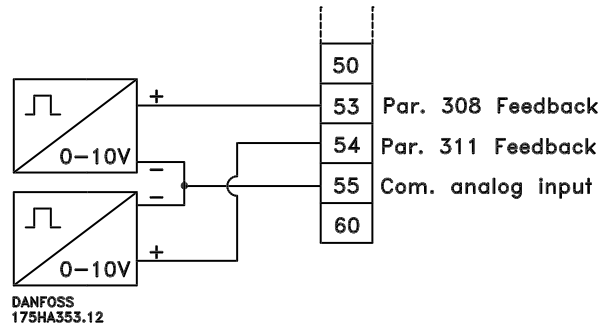 50
+
53 Par. 308 Feedback
0-10V
54 Par. 311 Feedback
-
55 Com. analog input
-
60
+
0-10V
DANFOSS
175HA353.12